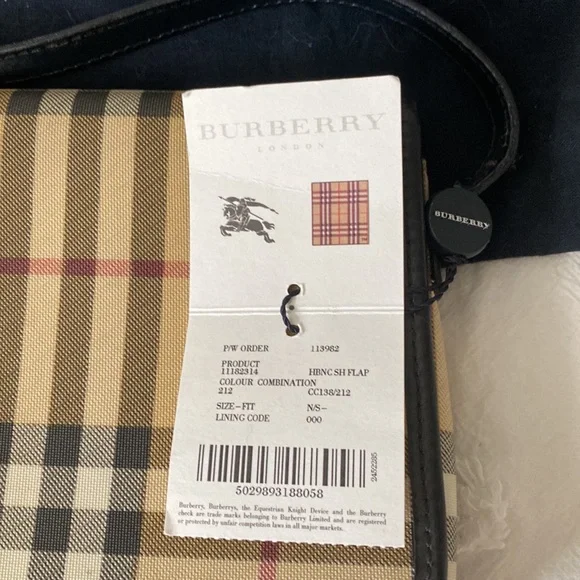 BURBERRY
LONDON
BURBERRY
P/W ORDER 113982
PRODUCT
11182314 HBNC SH FLAP
COLOUR COMBINATION
212 CC138/212
SIZE-FIT N/S-
LINING CODE 000
2492285
5029893188058
Burberry, Burberrys, the Equestrian Knight Device and the Burberry
check are trade marks belonging to Burberry Limited and are registered
or protected by unfair competition laws in all major markets.